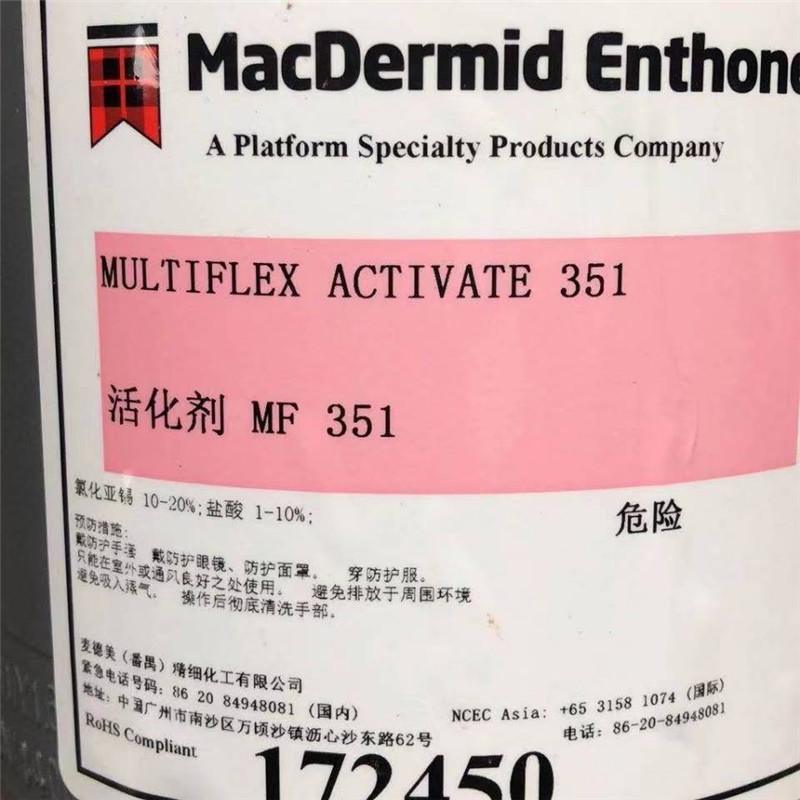 MacDermid Enthone
A Platform Specialty Products Company
MULTIFLEX ACTIVATE 351
活化剂 MF 351
氯化亚锡 10-20%;盐酸 1-10%;
危险
预防措施:
戴防护手套 戴防护眼镜、防护面罩。 穿防护服。
只能在室外或通风良好之处使用。 避免排放于周围环境
避免吸入蒸气。 操作后彻底清洗手部。
麦德美(番禺)精细化工有限公司
紧急电话号码: 86 20 84948081 (国内)
NCEC Asia: +65 3158 1074 (国际)
地址: 中国广州市南沙区万顷沙镇沥心沙东路62号
电话: 86-20-84948081
RoHS Compliant
172450